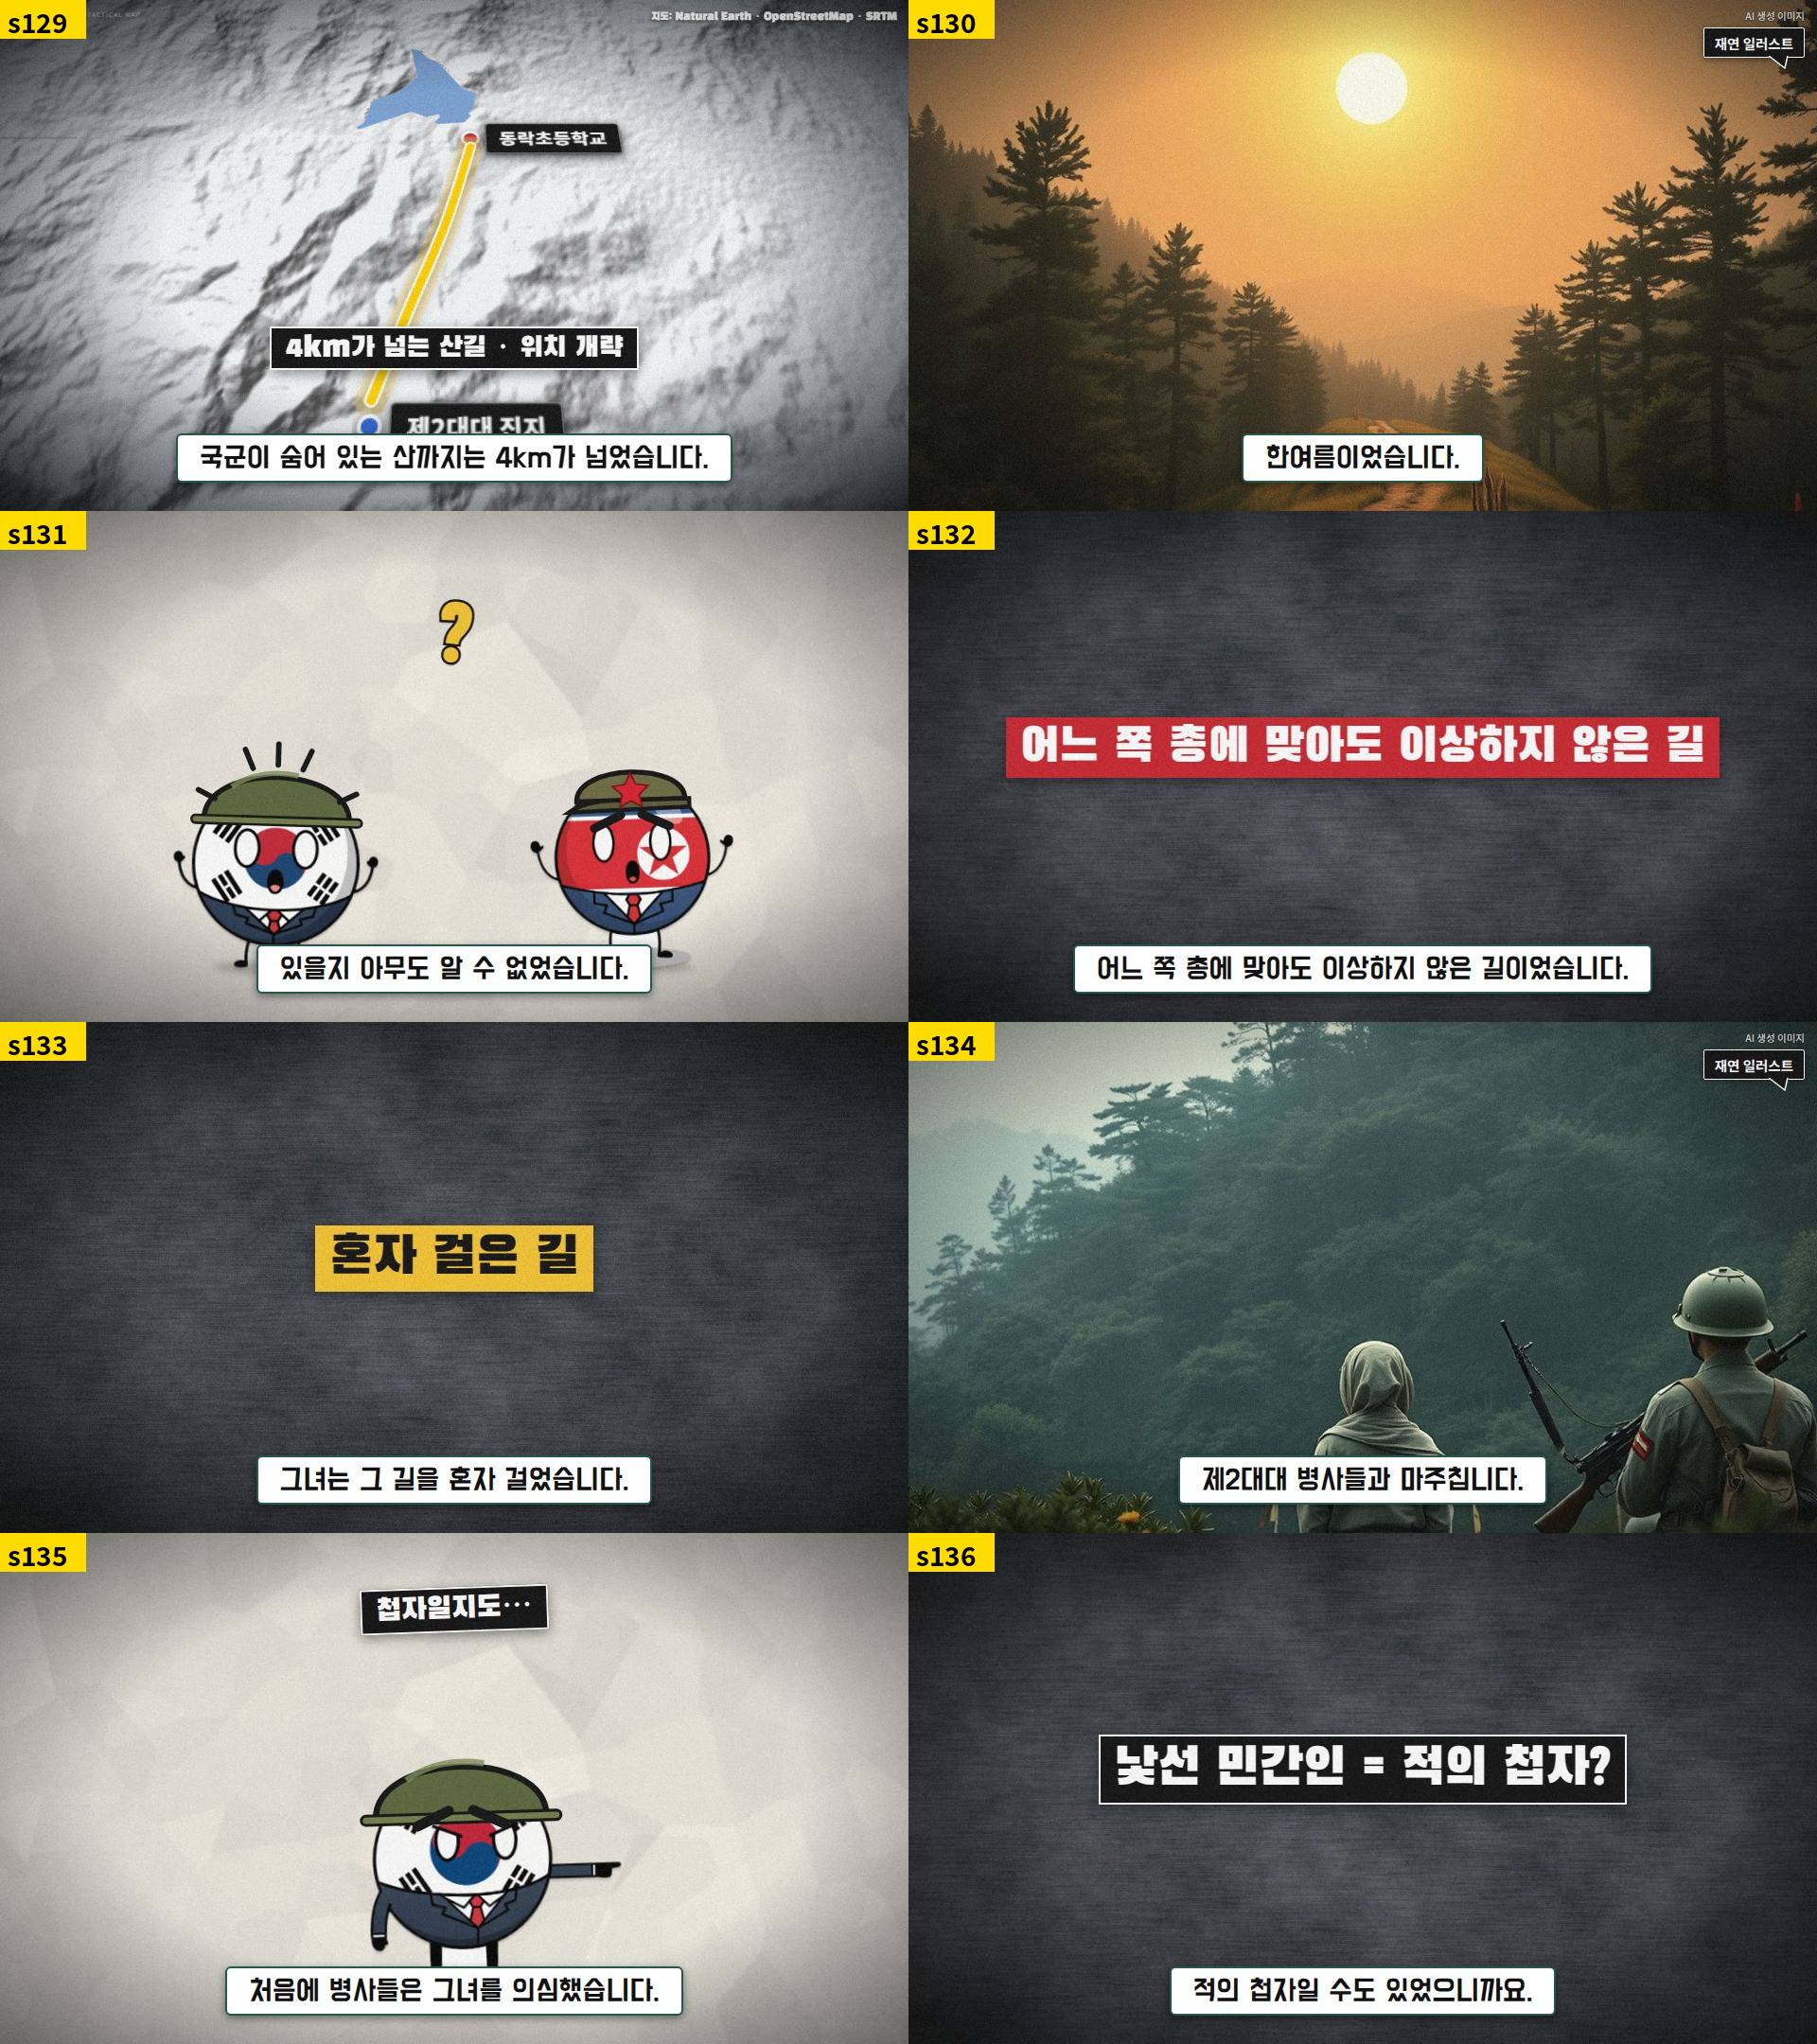 s129
TACTICAL MAP
지도: Natural Earth · OpenStreetMap · SRTM
동락초등학교
4km가 넘는 산길 · 위치 개략
제2대대 진지
국군이 숨어 있는 산까지는 4km가 넘었습니다.
s130
AI 생성 이미지
재연 일러스트
한여름이었습니다.
s131
?
있을지 아무도 알 수 없었습니다.
s132
어느 쪽 총에 맞아도 이상하지 않은 길
어느 쪽 총에 맞아도 이상하지 않은 길이었습니다.
s133
혼자 걸은 길
그녀는 그 길을 혼자 걸었습니다.
s134
AI 생성 이미지
재연 일러스트
제2대대 병사들과 마주칩니다.
s135
첩자일지도…
처음에 병사들은 그녀를 의심했습니다.
s136
낯선 민간인 = 적의 첩자?
적의 첩자일 수도 있었으니까요.